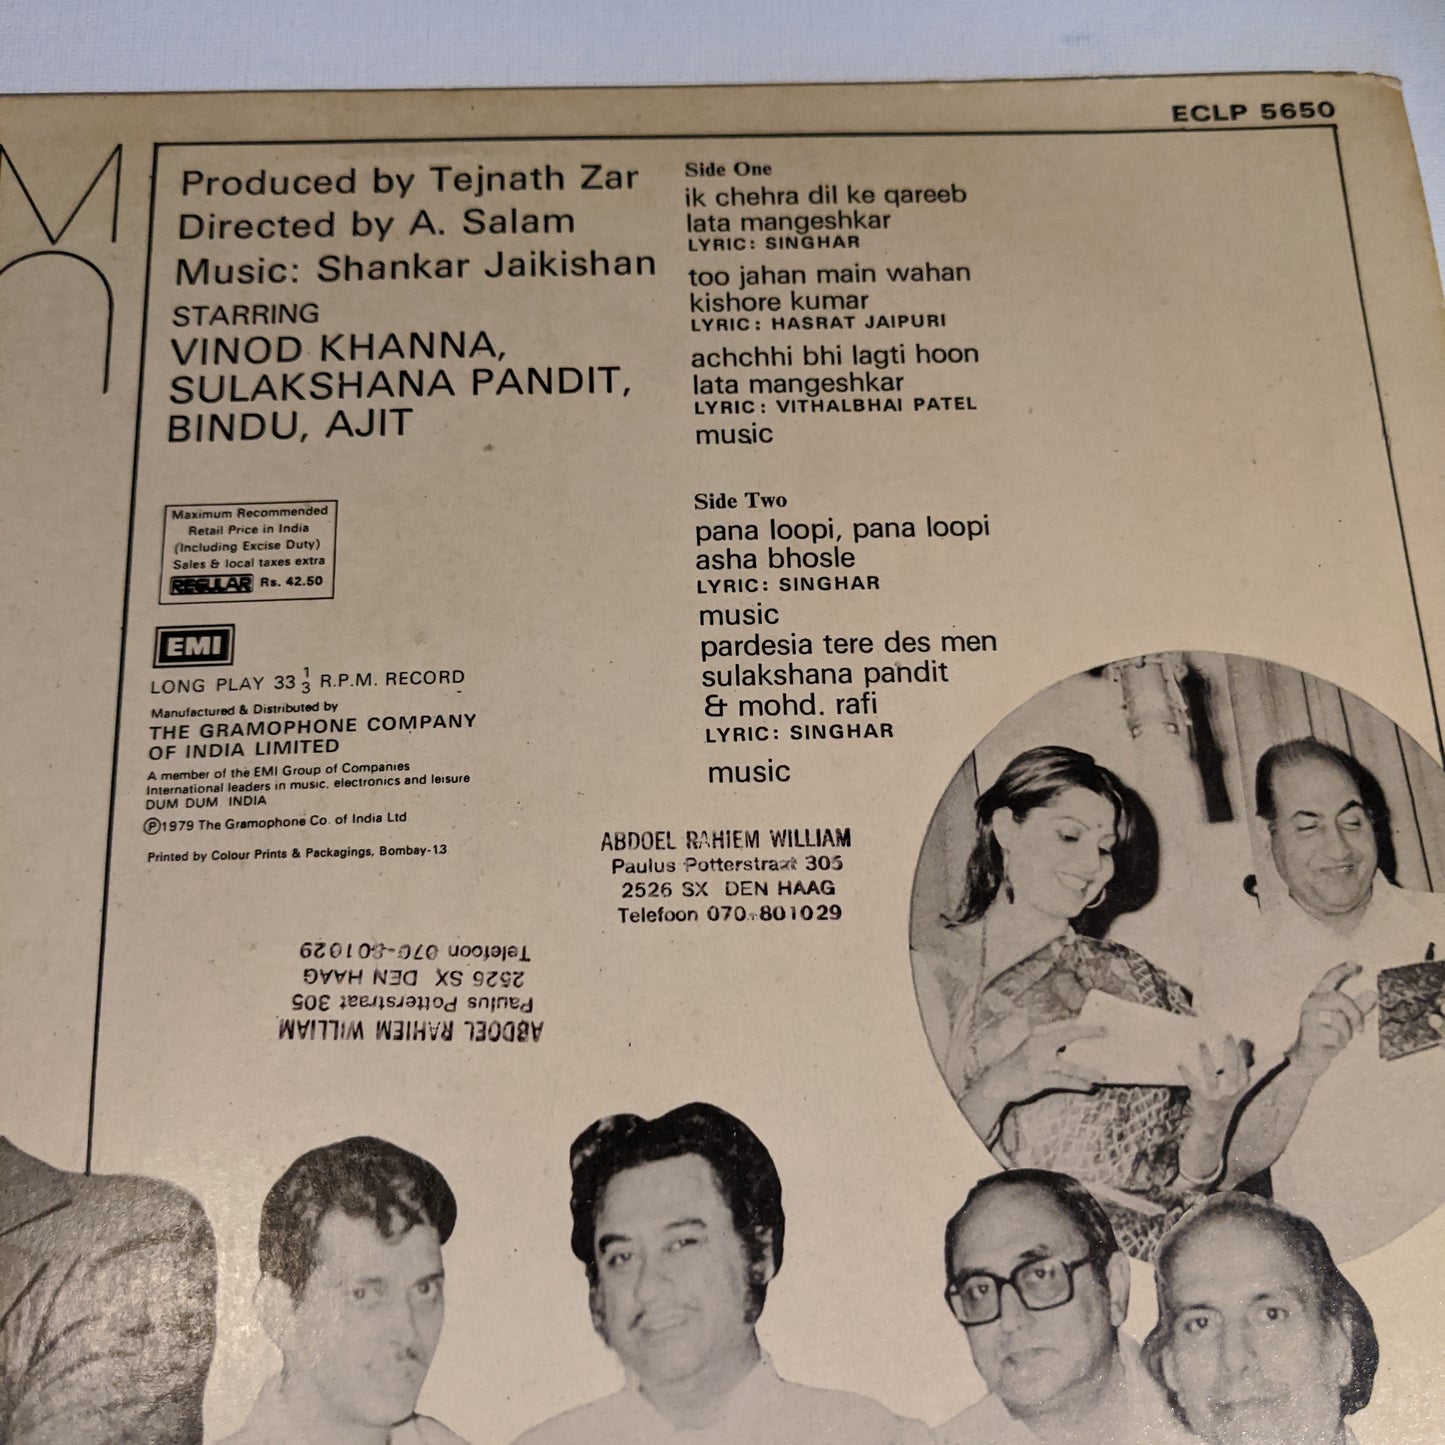 ECLP 5650
Produced by Tejnath Zar
Directed by A. Salam
Music: Shankar Jaikishan
STARRING
VINOD KHANNA,
SULAKSHANA PANDIT,
BINDU, AJIT
Maximum Recommended
Retail Price in India
(Including Excise Duty)
Sales & local taxes extra
REGULAR Rs. 42.50
EMI
LONG PLAY 33 1/3 R.P.M. RECORD
Manufactured & Distributed by
THE GRAMOPHONE COMPANY
OF INDIA LIMITED
A member of the EMI Group of Companies
International leaders in music, electronics and leisure
DUM DUM INDIA
Ⓟ1979 The Gramophone Co. of India Ltd
Printed by Colour Prints & Packagings, Bombay-13
Side One
ik chehra dil ke qareeb
lata mangeshkar
LYRIC: SINGHAR
too jahan main wahan
kishore kumar
LYRIC: HASRAT JAIPURI
achchhi bhi lagti hoon
lata mangeshkar
LYRIC: VITHALBHAI PATEL
music
Side Two
pana loopi, pana loopi
asha bhosle
LYRIC: SINGHAR
music
pardesia tere des men
sulakshana pandit
& mohd. rafi
LYRIC: SINGHAR
music
ABDOEL RAHIEM WILLIAM
Paulus Potterstraat 305
2526 SX DEN HAAG
Telefoon 070-801029
ABDOEL RAHIEM WILLIAM
Paulus Potterstraat 305
2526 SX DEN HAAG
Telefoon 070-801029